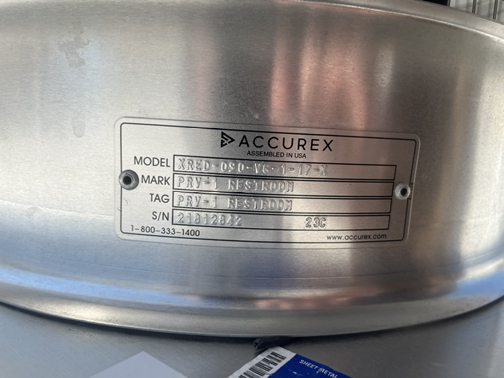 ACCUREX
ASSEMBLED IN USA
MODEL XRED-090-VG-1-17-X
MARK PRV-1 RESTROOM
TAG PRV-1 RESTROOM
S/N 21812842 23C
1-800-333-1400 www.accurex.com
SHEET METAL